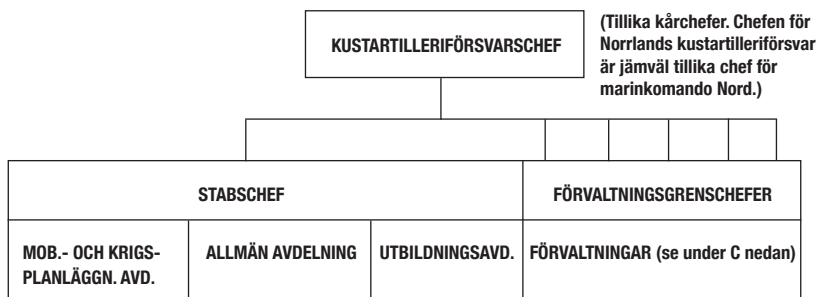 KUSTARTILLERIFÖRSVARSCHEF
(Tillika kårchefer. Chefen för
Norrlands kustartilleriförsvar
är jämväl tillika chef för
marinkomando Nord.)
STABSCHEF
FÖRVALTNINGSGRENSCHEFER
MOB.- OCH KRIGS-
PLANLÄGGN. AVD.
ALLMÄN AVDELNING
UTBILDNINGSAVD.
FÖRVALTNINGAR (se under C nedan)